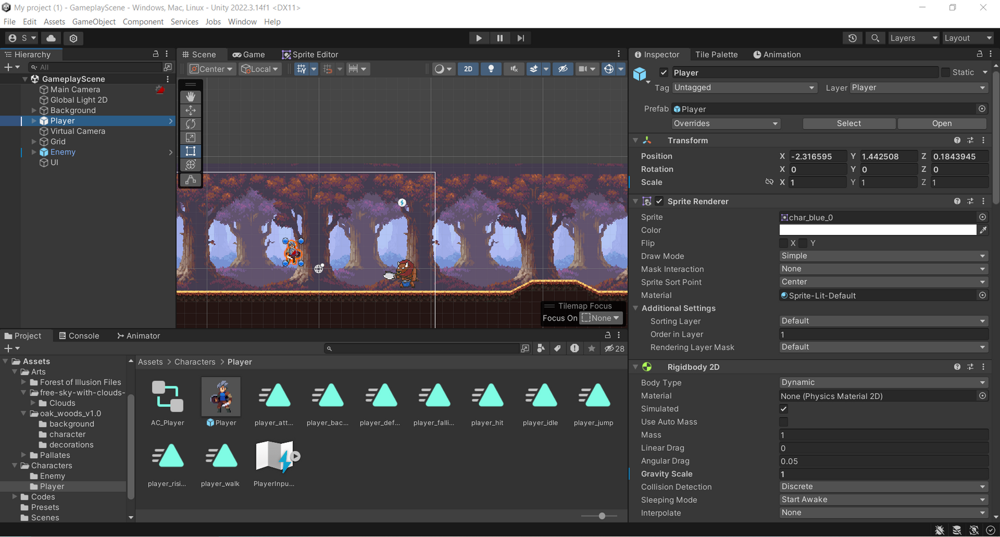 My project (1) - GameplayScene - Windows, Mac, Linux - Unity 2022.3.14f1 <DX11>
File Edit Assets GameObject Component Services Jobs Window Help
S Layers Layout
Hierarchy
All
GameplayScene
Main Camera
Global Light 2D
Background
Player
Virtual Camera
Grid
Enemy
UI
Scene Game Sprite Editor
Center Local 2D
Tilemap Focus
Focus On None
Inspector Tile Palette Animation
Player Static
Tag Untagged Layer Player
Prefab Player
Overrides Select Open
Transform
Position X -2.316595 Y 1.442508 Z 0.1843945
Rotation X 0 Y 0 Z 0
Scale X 1 Y 1 Z 1
Sprite Renderer
Sprite char_blue_0
Color
Flip X Y
Draw Mode Simple
Mask Interaction None
Sprite Sort Point Center
Material Sprite-Lit-Default
Additional Settings
Sorting Layer Default
Order in Layer 1
Rendering Layer Mask Default
Rigidbody 2D
Body Type Dynamic
Material None (Physics Material 2D)
Simulated
Use Auto Mass
Mass 1
Linear Drag 0
Angular Drag 0.05
Gravity Scale 1
Collision Detection Discrete
Sleeping Mode Start Awake
Interpolate None
Project Console Animator
28
Assets
Arts
Forest of Illusion Files
free-sky-with-clouds-
Clouds
oak_woods_v1.0
background
character
decorations
Pallates
Characters
Enemy
Player
Codes
Presets
Scenes
Assets > Characters > Player
AC_Player Player player_att... player_bac... player_def... player_falli... player_hit player_idle player_jump
player_risi... player_walk PlayerInpu...